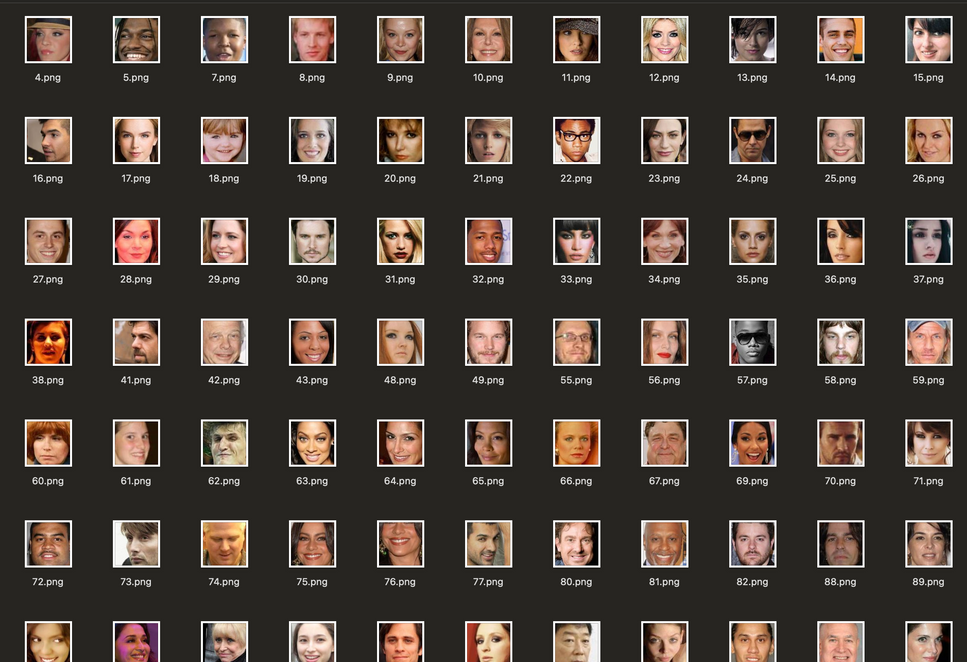 4.png 5.png 7.png 8.png 9.png 10.png 11.png 12.png 13.png 14.png 15.png
16.png 17.png 18.png 19.png 20.png 21.png 22.png 23.png 24.png 25.png 26.png
27.png 28.png 29.png 30.png 31.png 32.png 33.png 34.png 35.png 36.png 37.png
38.png 41.png 42.png 43.png 48.png 49.png 55.png 56.png 57.png 58.png 59.png
60.png 61.png 62.png 63.png 64.png 65.png 66.png 67.png 69.png 70.png 71.png
72.png 73.png 74.png 75.png 76.png 77.png 80.png 81.png 82.png 88.png 89.png